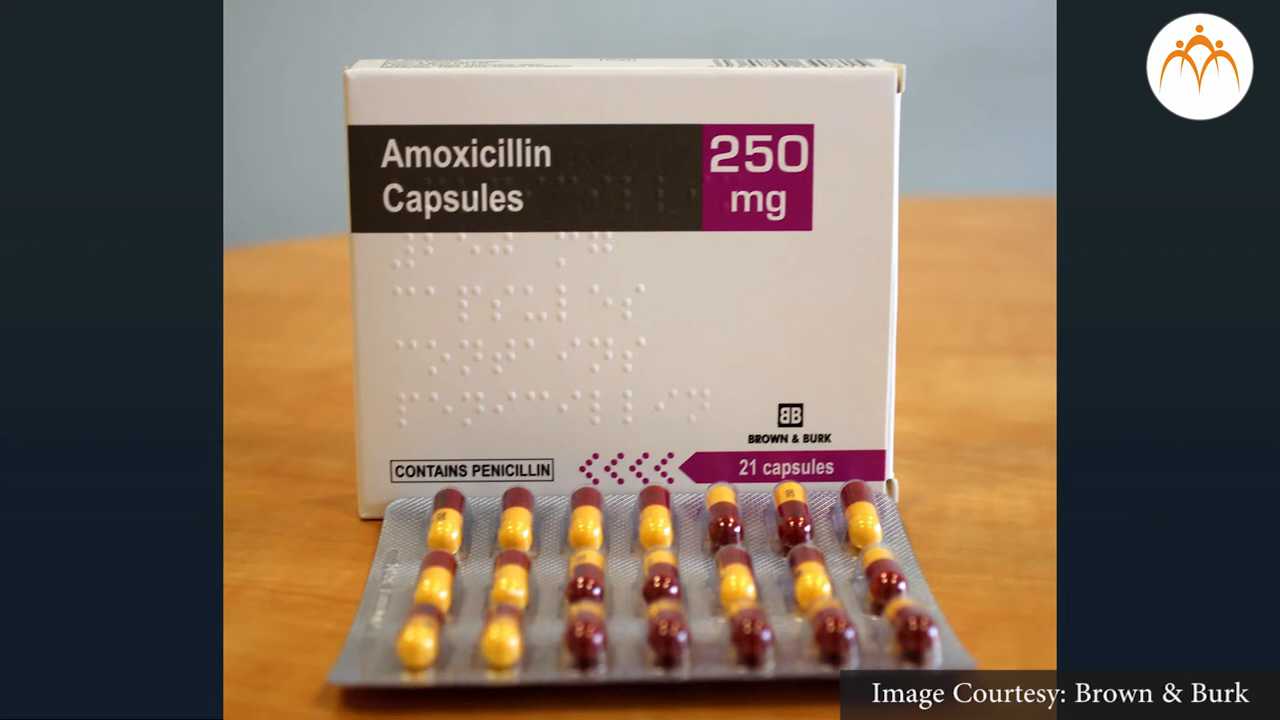 Amoxicillin
Capsules
250
mg
BB
BROWN & BURK
CONTAINS PENICILLIN
21 capsules
Image Courtesy: Brown & Burk